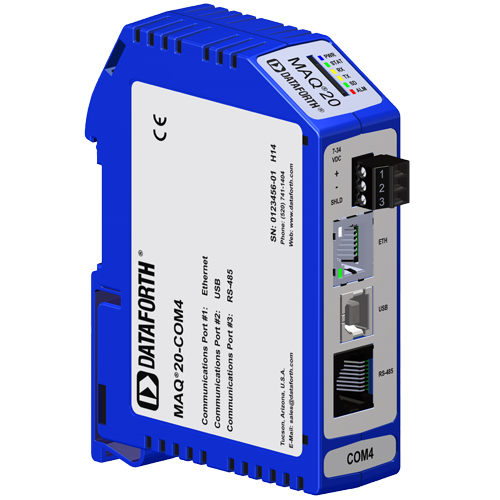 MAQ®20
DATAFORTH
PWR
STAT
RX
TX
SD
ALM
7-34
VDC
+
-
SHLD
1
2
3
ETH
USB
RS-485
COM4
CE
DATAFORTH®
MAQ®20-COM4
Communications Port #1: Ethernet
Communications Port #2: USB
Communications Port #3: RS-485
SN: 0123456-01 H14
Phone: (520) 741-1404
Web: www.dataforth.com
Tucson, Arizona, U.S.A.
E-Mail: sales@dataforth.com